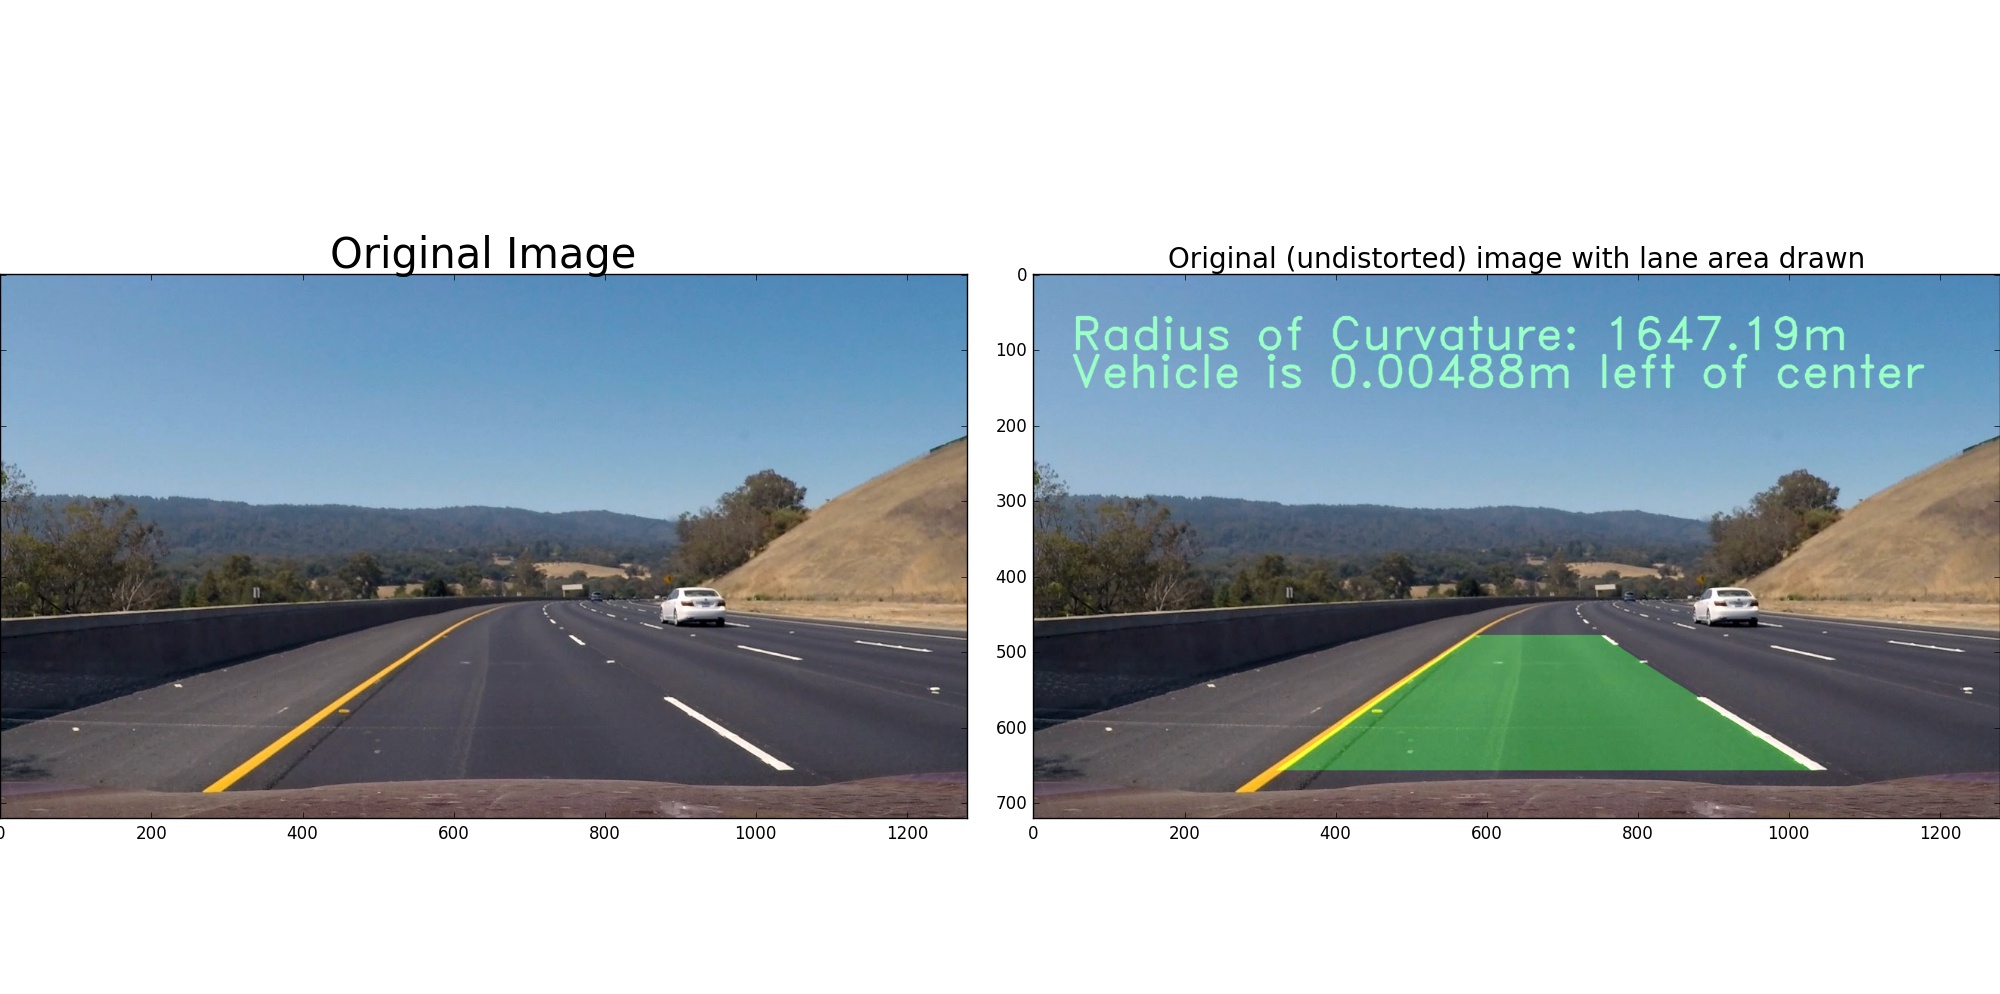 Original Image
0 200 400 600 800 1000 1200
Original (undistorted) image with lane area drawn
Radius of Curvature: 1647.19m
Vehicle is 0.00488m left of center
0
100
200
300
400
500
600
700
0 200 400 600 800 1000 1200